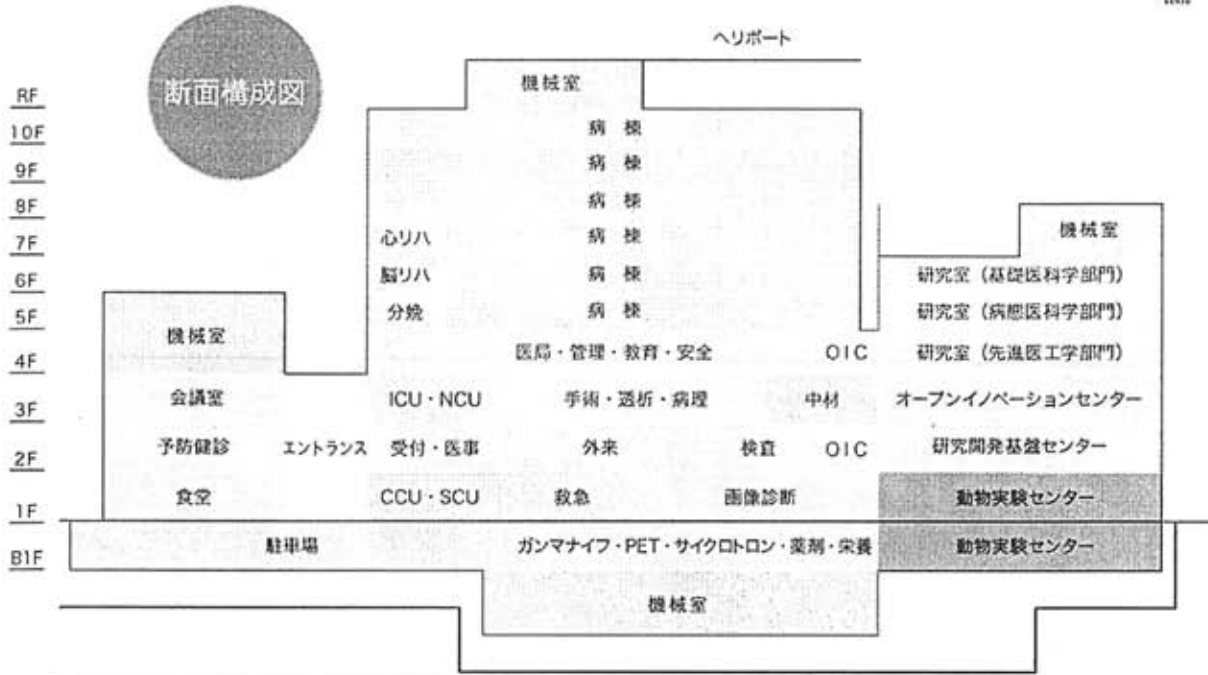 ヘリポート
断面構成図
機械室
RF
10F 病棟
9F 病棟
8F 病棟
7F 心リハ 病棟 機械室
6F 脳リハ 病棟 研究室（基礎医科学部門）
5F 分娩 病棟 研究室（病態医科学部門）
機械室
4F 医局・管理・教育・安全 OIC 研究室（先進医工学部門）
3F 会議室 ICU・NCU 手術・透析・病理 中材 オープンイノベーションセンター
2F 予防健診 エントランス 受付・医事 外来 検査 OIC 研究開発基盤センター
1F 食堂 CCU・SCU 救急 画像診断 動物実験センター
B1F 駐車場 ガンマナイフ・PET・サイクロトロン・薬剤・栄養 動物実験センター
機械室